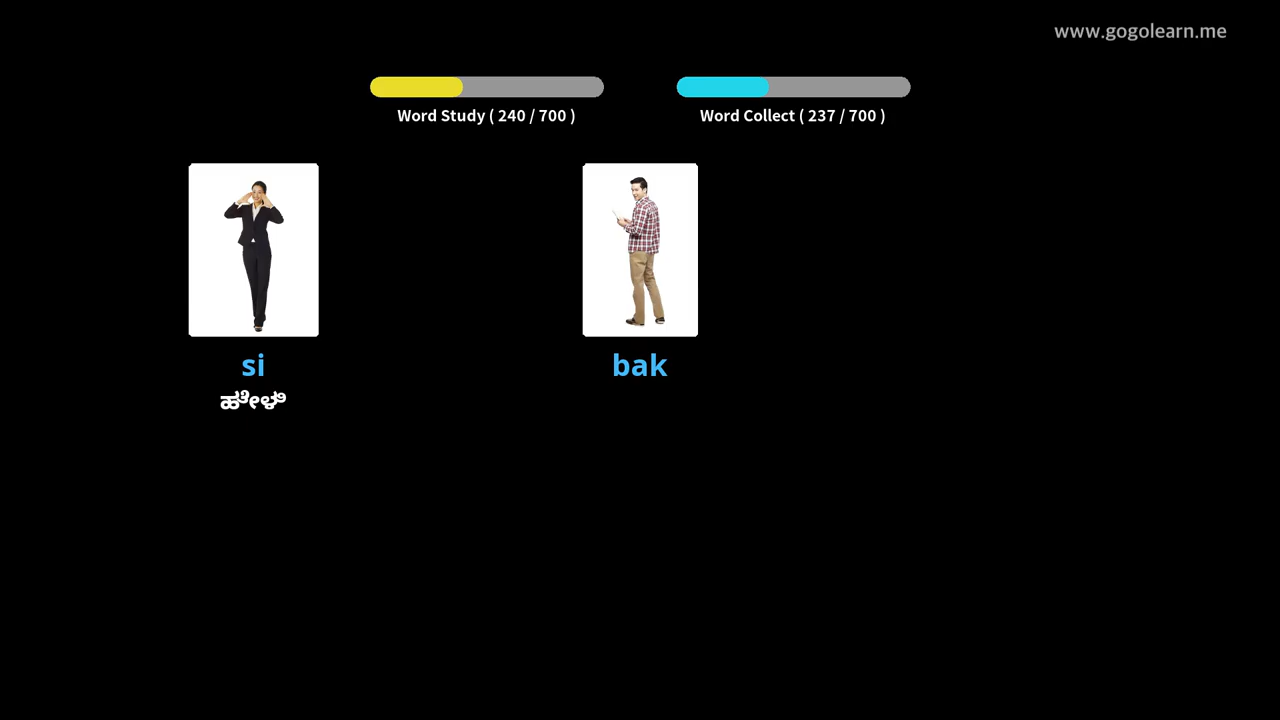 www.gogolearn.me
Word Study ( 240 / 700 )
Word Collect ( 237 / 700 )
si
bak
ಹೇಳಿ